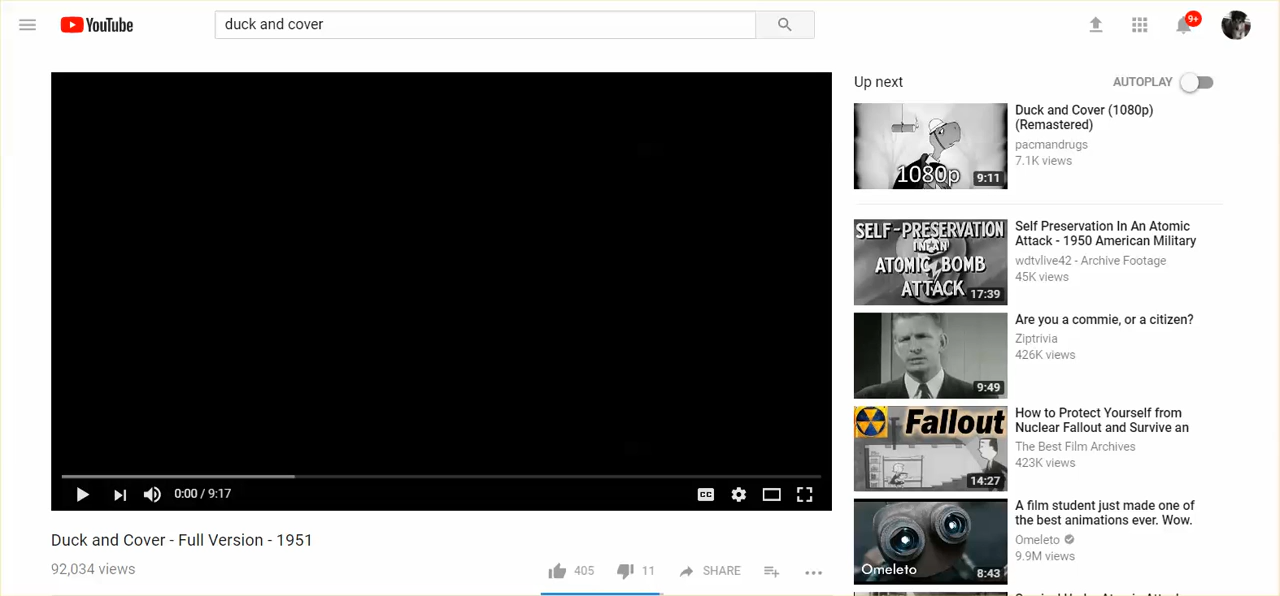 YouTube
duck and cover
9+
Up next
AUTOPLAY
1080p
9:11
Duck and Cover (1080p)
(Remastered)
pacmandrugs
7.1K views
SELF-PRESERVATION
IN AN
ATOMIC BOMB
ATTACK
17:39
Self Preservation In An Atomic
Attack - 1950 American Military
wdtvlive42 - Archive Footage
45K views
9:49
Are you a commie, or a citizen?
Ziptrivia
426K views
Fallout
14:27
How to Protect Yourself from
Nuclear Fallout and Survive an
The Best Film Archives
423K views
Omeleto
8:43
A film student just made one of
the best animations ever. Wow.
Omeleto
9.9M views
0:00 / 9:17
CC
Duck and Cover - Full Version - 1951
92,034 views
405
11
SHARE